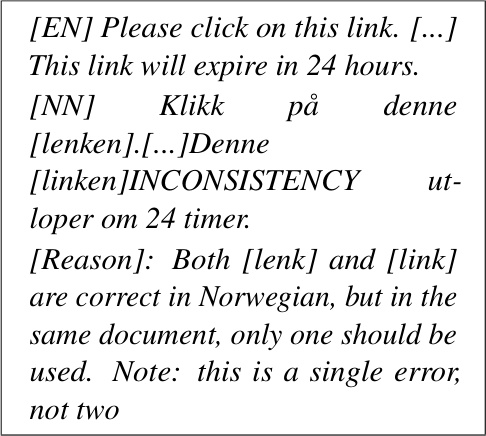 [EN] Please click on this link. [...]
This link will expire in 24 hours.
[NN] Klikk på denne
[lenken].[...]Denne
[linken]INCONSISTENCY ut-
loper om 24 timer.
[Reason]: Both [lenk] and [link]
are correct in Norwegian, but in the
same document, only one should be
used. Note: this is a single error,
not two